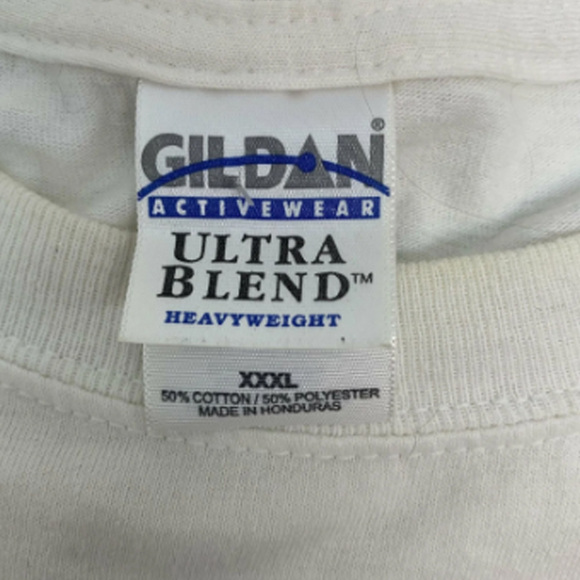 GILDAN®
ACTIVEWEAR
ULTRA
BLEND™
HEAVYWEIGHT
XXXL
50% COTTON / 50% POLYESTER
MADE IN HONDURAS